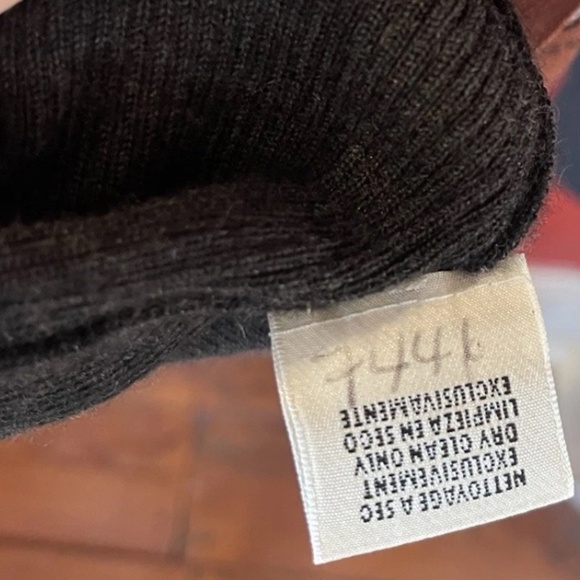 7441
NETTOYAGE A SEC
EXCLUSIVEMENT
DRY CLEAN ONLY
LIMPIEZA EN SECO
EXCLUSIVAMENTE